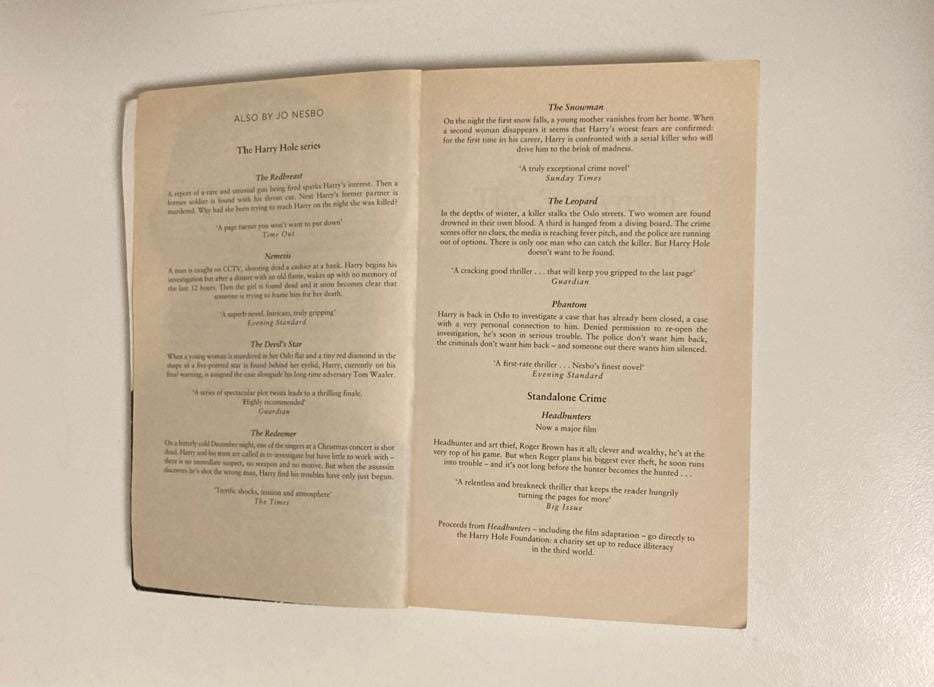 ALSO BY JO NESBO
The Harry Hole series
The Redbreast
A report of a rare and unusual gun being fired sparks Harry's interest. Then a
former soldier is found with his throat cut. Next Harry's former partner is
murdered. Why had she been trying to reach Harry on the night she was killed?
'A page turner you won't want to put down'
Time Out
Nemesis
A man is caught on CCTV, shooting dead a cashier at a bank. Harry begins his
investigation but after a dinner with an old flame, wakes up with no memory of
the last 12 hours. Then the girl is found dead and it soon becomes clear that
someone is trying to frame him for her death.
'A superb novel. Intricate, truly gripping'
Evening Standard
The Devil's Star
When a young woman is murdered in her Oslo flat and a tiny red diamond in the
shape of a five-pointed star is found behind her eyelid, Harry, currently on his
final warning, is assigned the case alongside his long-time adversary Tom Waaler.
'A series of spectacular plot twists leads to a thrilling finale.
Highly recommended'
Guardian
The Redeemer
On a bitterly cold December night, one of the singers at a Christmas concert is shot
dead. Harry and his team are called in to investigate but have little to work with –
there is no immediate suspect, no weapon and no motive. But when the assassin
discovers he's shot the wrong man, Harry find his troubles have only just begun.
'Terrific shocks, tension and atmosphere'
The Times
The Snowman
On the night the first snow falls, a young mother vanishes from her home. When
a second woman disappears it seems that Harry's worst fears are confirmed:
for the first time in his career, Harry is confronted with a serial killer who will
drive him to the brink of madness.
'A truly exceptional crime novel'
Sunday Times
The Leopard
In the depths of winter, a killer stalks the Oslo streets. Two women are found
drowned in their own blood. A third is hanged from a diving board. The crime
scenes offer no clues, the media is reaching fever pitch, and the police are running
out of options. There is only one man who can catch the killer. But Harry Hole
doesn't want to be found.
'A cracking good thriller . . . that will keep you gripped to the last page'
Guardian
Phantom
Harry is back in Oslo to investigate a case that has already been closed, a case
with a very personal connection to him. Denied permission to re-open the
investigation, he's soon in serious trouble. The police don't want him back,
the criminals don't want him back – and someone out there wants him silenced.
'A first-rate thriller . . . Nesbo's finest novel'
Evening Standard
Standalone Crime
Headhunters
Now a major film
Headhunter and art thief, Roger Brown has it all; clever and wealthy, he's at the
very top of his game. But when Roger plans his biggest ever theft, he soon runs
into trouble – and it's not long before the hunter becomes the hunted . . .
'A relentless and breakneck thriller that keeps the reader hungrily
turning the pages for more'
Big Issue
Proceeds from Headhunters – including the film adaptation – go directly to
the Harry Hole Foundation: a charity set up to reduce illiteracy
in the third world.